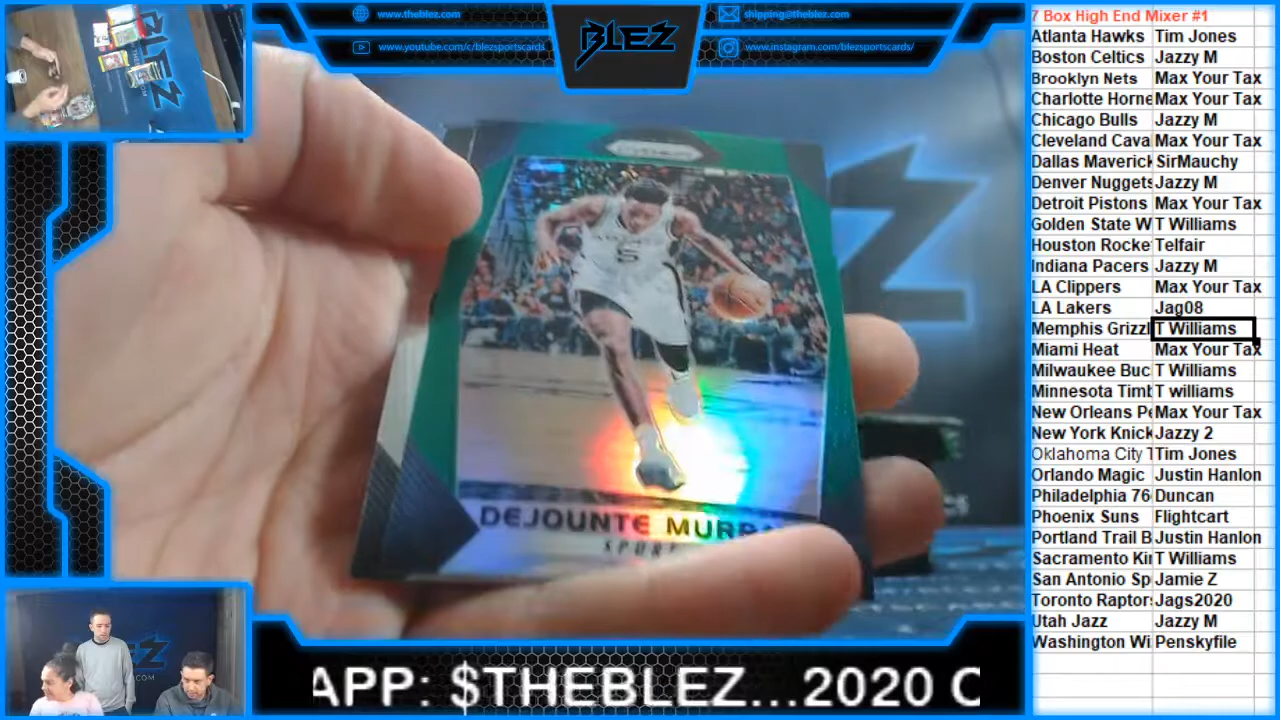 www.theblez.com
shipping@theblez.com
www.youtube.com/c/blezsportscards
www.instagram.com/blezsportscards/
BLEZ
7 Box High End Mixer #1
Atlanta Hawks Tim Jones
Boston Celtics Jazzy M
Brooklyn Nets Max Your Tax
Charlotte Horne Max Your Tax
Chicago Bulls Jazzy M
Cleveland Cava Max Your Tax
Dallas Maverick SirMauchy
Denver Nuggets Jazzy M
Detroit Pistons Max Your Tax
Golden State W T Williams
Houston Rocke Telfair
Indiana Pacers Jazzy M
LA Clippers Max Your Tax
LA Lakers Jag08
Memphis Grizzl T Williams
Miami Heat Max Your Tax
Milwaukee Buc T Williams
Minnesota Timb T williams
New Orleans Pe Max Your Tax
New York Knick Jazzy 2
Oklahoma City T Tim Jones
Orlando Magic Justin Hanlon
Philadelphia 76 Duncan
Phoenix Suns Flightcart
Portland Trail B Justin Hanlon
Sacramento Kin T Williams
San Antonio Sp Jamie Z
Toronto Raptors Jags2020
Utah Jazz Jazzy M
Washington Wi Penskyfile
5
DEJOUNTE MURRA
SPUR
APP: $THEBLEZ...2020 C